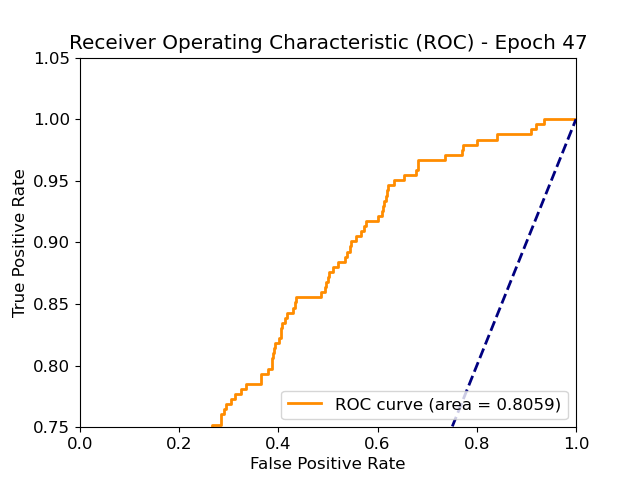 Receiver Operating Characteristic (ROC) - Epoch 47
True Positive Rate
1.05
1.00
0.95
0.90
0.85
0.80
0.75
ROC curve (area = 0.8059)
0.0 0.2 0.4 0.6 0.8 1.0
False Positive Rate